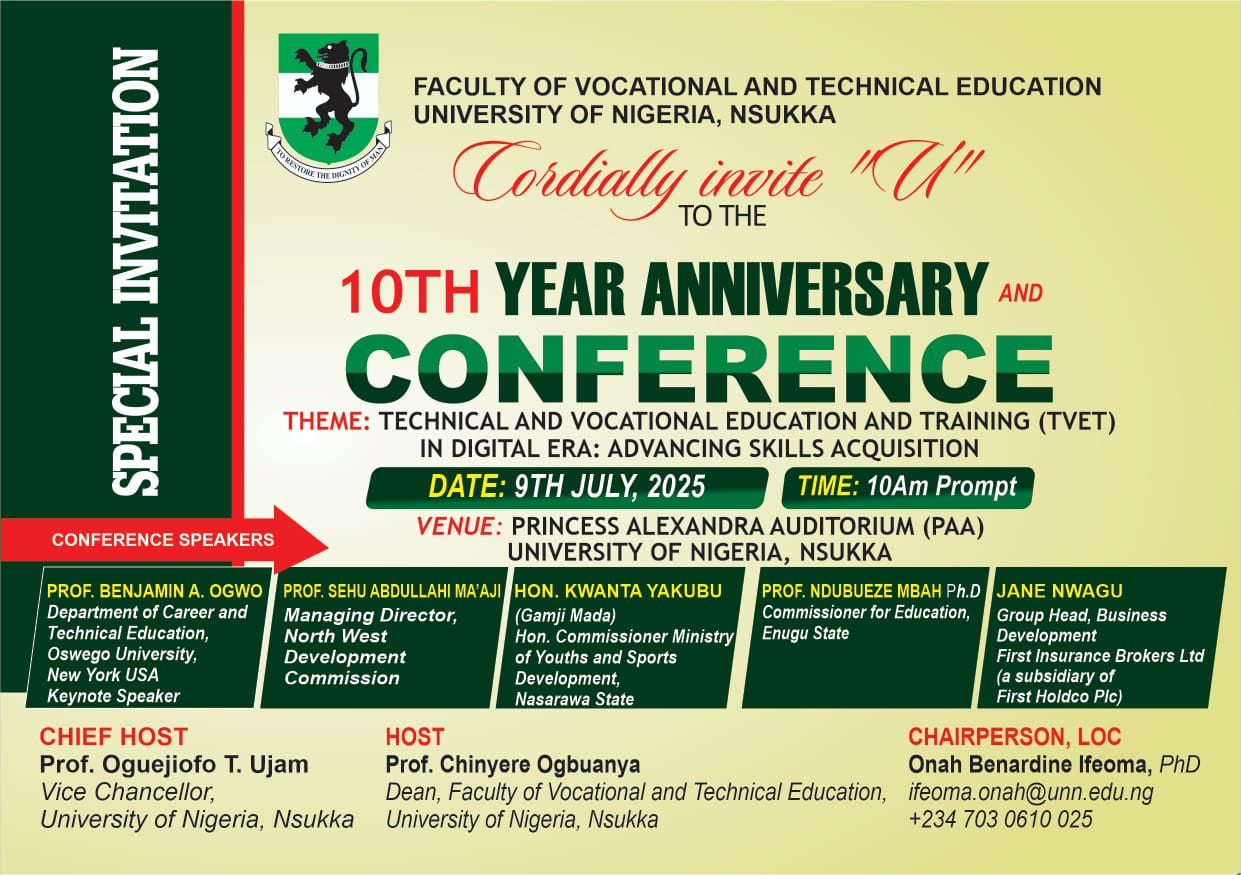 SPECIAL INVITATION
TO RESTORE THE DIGNITY OF MAN
FACULTY OF VOCATIONAL AND TECHNICAL EDUCATION
UNIVERSITY OF NIGERIA, NSUKKA
Cordially invite "U"
TO THE
10TH YEAR ANNIVERSARY AND
CONFERENCE
THEME: TECHNICAL AND VOCATIONAL EDUCATION AND TRAINING (TVET)
IN DIGITAL ERA: ADVANCING SKILLS ACQUISITION
DATE: 9TH JULY, 2025
TIME: 10Am Prompt
VENUE: PRINCESS ALEXANDRA AUDITORIUM (PAA)
UNIVERSITY OF NIGERIA, NSUKKA
CONFERENCE SPEAKERS
PROF. BENJAMIN A. OGWO
Department of Career and
Technical Education,
Oswego University,
New York USA
Keynote Speaker
PROF. SEHU ABDULLAHI MA'AJI
Managing Director,
North West
Development
Commission
HON. KWANTA YAKUBU
(Gamji Mada)
Hon. Commissioner Ministry
of Youths and Sports
Development,
Nasarawa State
PROF. NDUBUEZE MBAH Ph.D
Commissioner for Education,
Enugu State
JANE NWAGU
Group Head, Business
Development
First Insurance Brokers Ltd
(a subsidiary of
First Holdco Plc)
CHIEF HOST
Prof. Oguejiofo T. Ujam
Vice Chancellor,
University of Nigeria, Nsukka
HOST
Prof. Chinyere Ogbuanya
Dean, Faculty of Vocational and Technical Education,
University of Nigeria, Nsukka
CHAIRPERSON, LOC
Onah Benardine Ifeoma, PhD
ifeoma.onah@unn.edu.ng
+234 703 0610 025